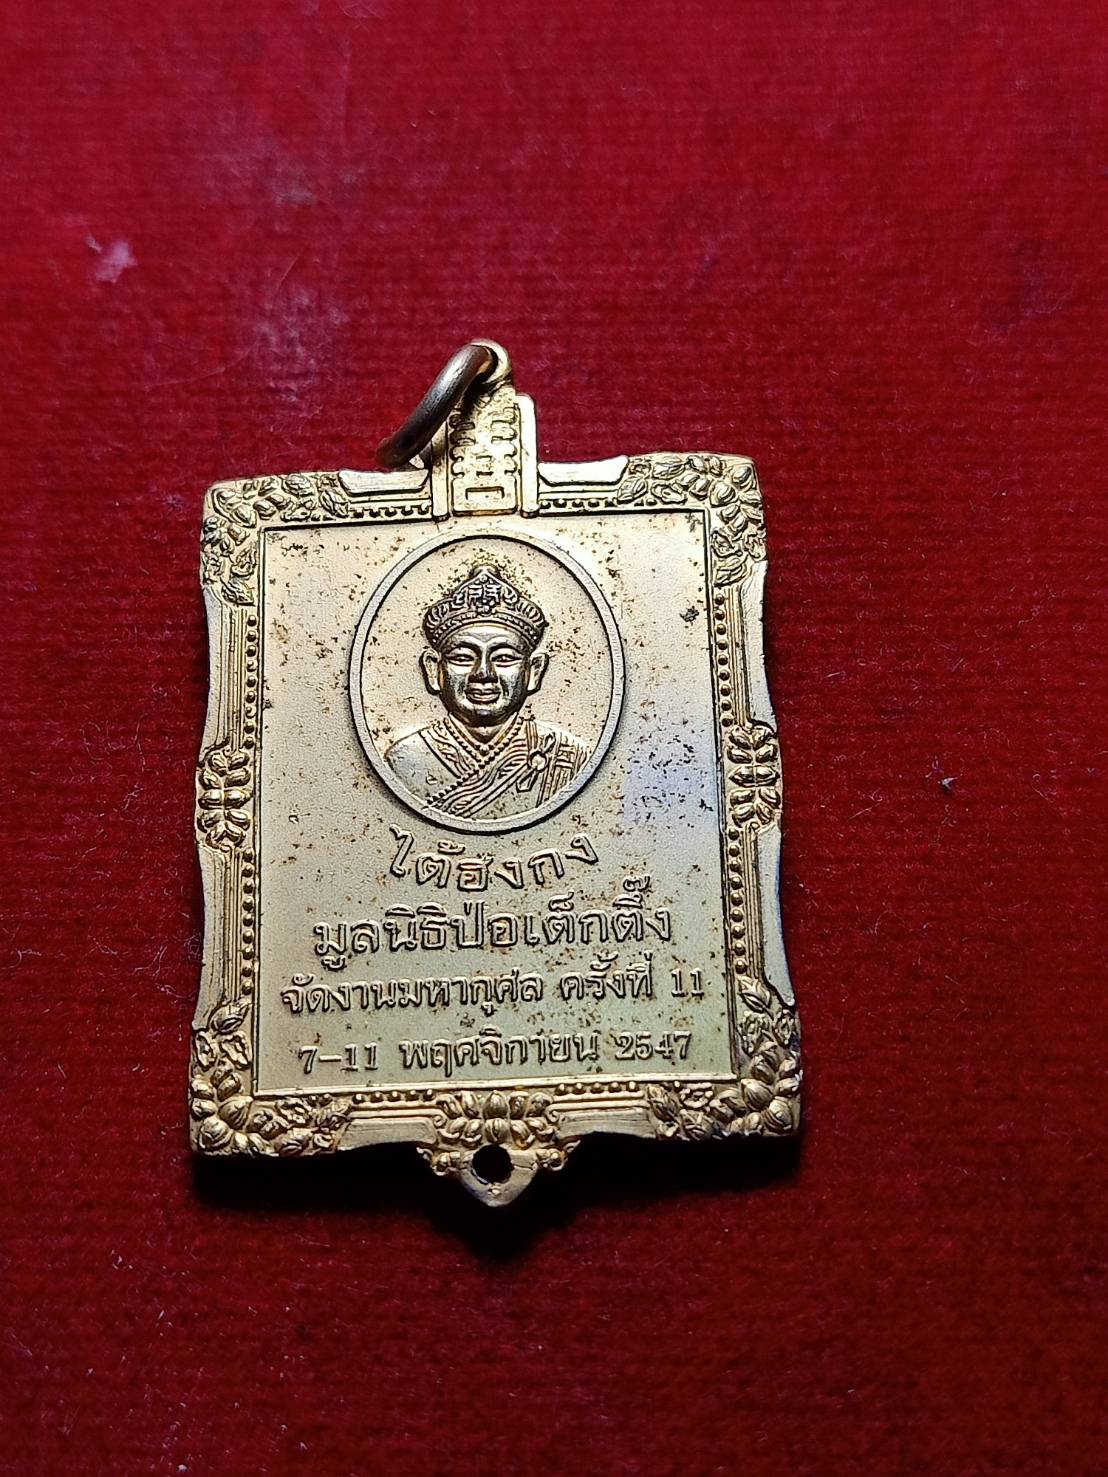 ไต้ฮงกง
มูลนิธิป่อเต็กตึ๊ง
จัดงานมหากุศล ครั้งที่ 11
7-11 พฤศจิกายน 2547